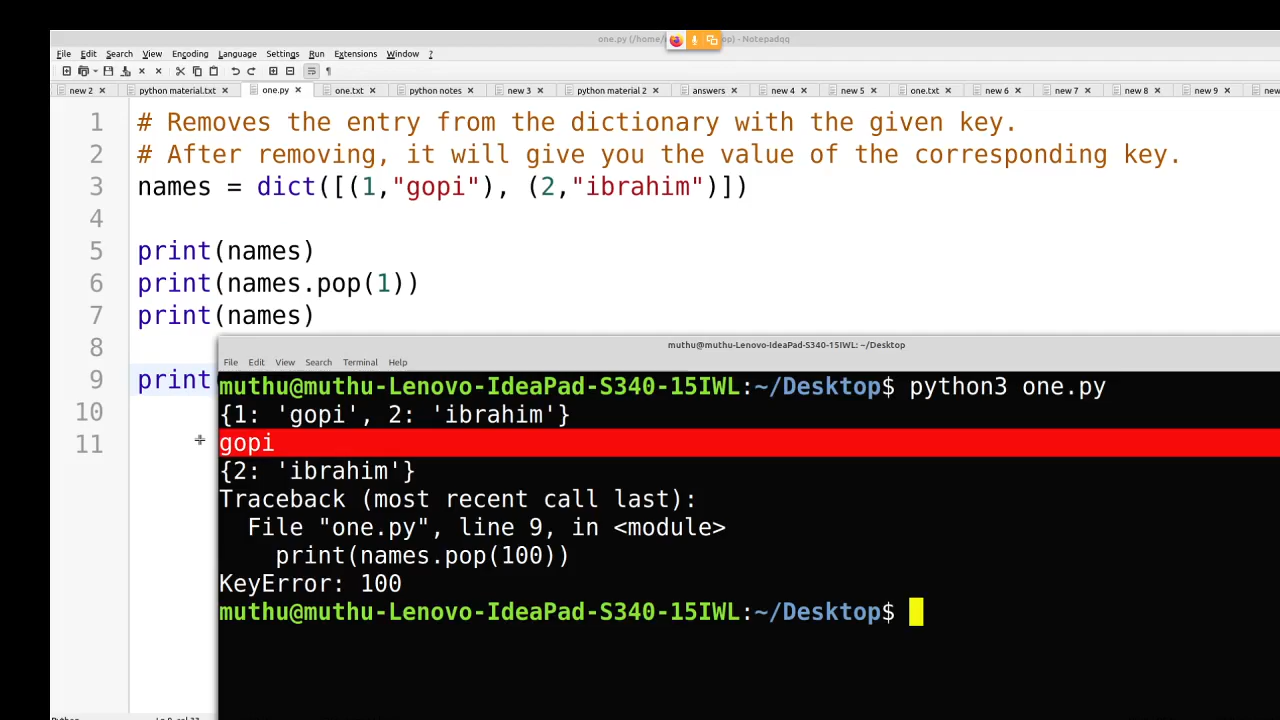 one.py (/home/
op) - Notepadqq
File Edit Search View Encoding Language Settings Run Extensions Window ?
new 2 python material.txt one.py one.txt python notes new 3 python material 2 answers new 4 new 5 one.txt new 6 new 7 new 8 new 9 new
1 # Removes the entry from the dictionary with the given key.
2 # After removing, it will give you the value of the corresponding key.
3 names = dict([(1,"gopi"), (2,"ibrahim")])
4
5 print(names)
6 print(names.pop(1))
7 print(names)
8
9 print
10
11
muthu@muthu-Lenovo-IdeaPad-S340-15IWL: ~/Desktop
File Edit View Search Terminal Help
muthu@muthu-Lenovo-IdeaPad-S340-15IWL:~/Desktop$ python3 one.py
{1: 'gopi', 2: 'ibrahim'}
gopi
{2: 'ibrahim'}
Traceback (most recent call last):
File "one.py", line 9, in <module>
print(names.pop(100))
KeyError: 100
muthu@muthu-Lenovo-IdeaPad-S340-15IWL:~/Desktop$